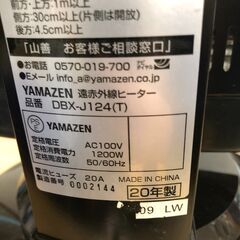 前方・上方:1m以上
左右:30cm以上(片側は開放)
後方:4.5cm以上
「山善 お客様ご相談窓口」
●お電話 0570-019-700
●Eメール info_a@yamazen.co.jp
YAMAZEN 遠赤外線ヒーター
品番 DBX-J124(T)
PS E YAMAZEN
定格電圧 AC100V
定格消費電力 1200W
定格周波数 50/60Hz
電流ヒューズ 20A MADE IN CHINA
No. 0002144 20年製
09 LW